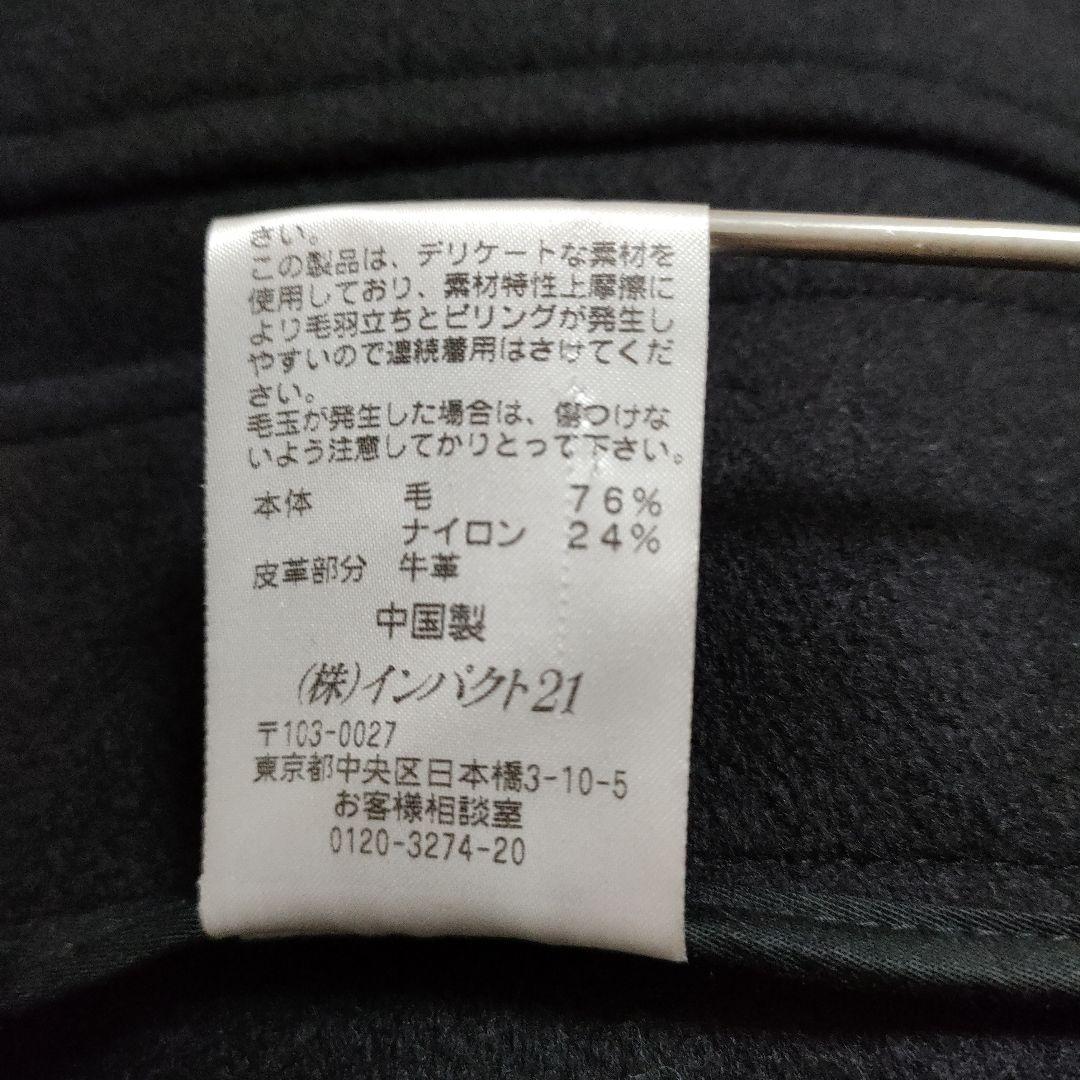 さい。
この製品は、デリケートな素材を
使用しており、素材特性上摩擦に
より毛羽立ちとピリングが発生し
やすいので連続着用はさけてくだ
さい。
毛玉が発生した場合は、傷つけな
いよう注意してかりとって下さい。
本体 毛 76%
ナイロン 24%
皮革部分 牛革
中国製
(株)インパクト21
〒103-0027
東京都中央区日本橋3-10-5
お客様相談室
0120-3274-20